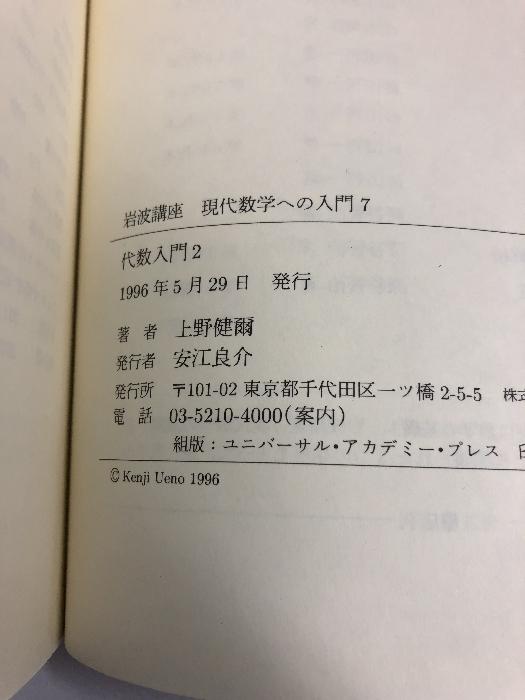 岩波講座 現代数学への入門 7
代数入門 2
1996 年 5 月 29 日 発行
著者 上野健爾
発行者 安江良介
発行所 〒101-02 東京都千代田区一ツ橋 2-5-5 株式
電話 03-5210-4000(案内)
組版:ユニバーサル・アカデミー・プレス
© Kenji Ueno 1996